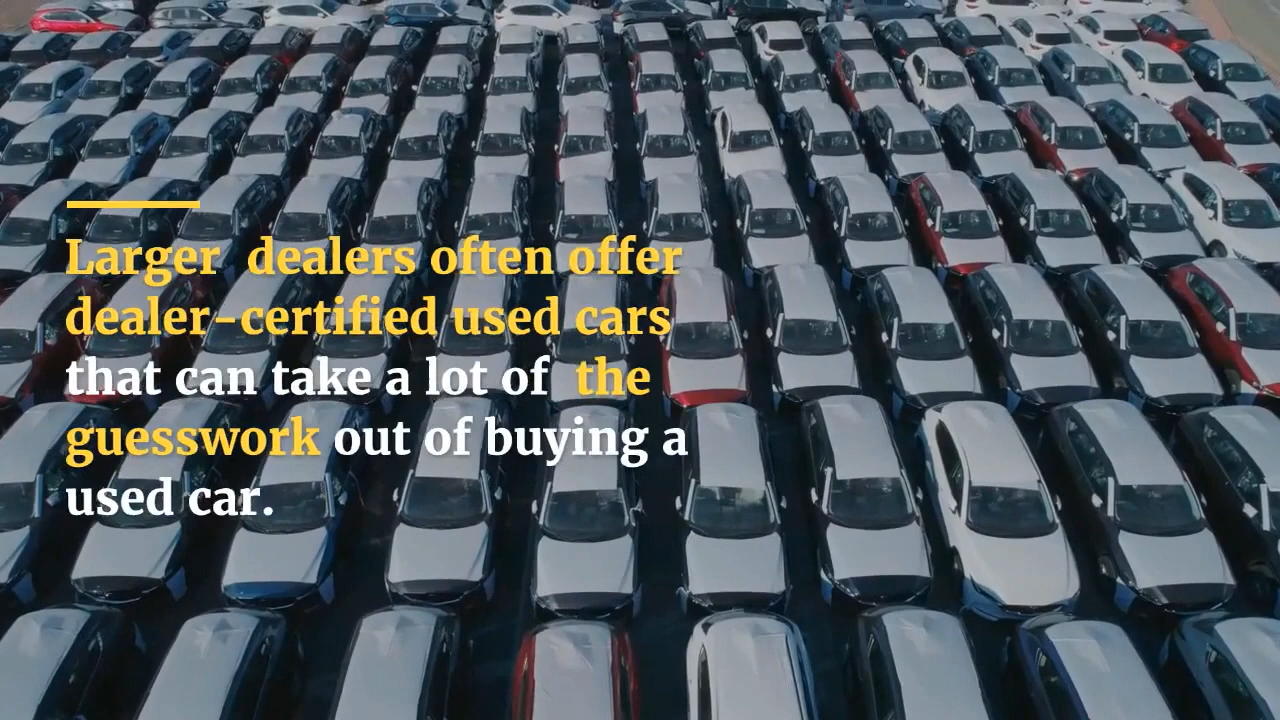 Larger  dealers often offer
dealer-certified used cars
that can take a lot of  the
guesswork out of buying a
used car.